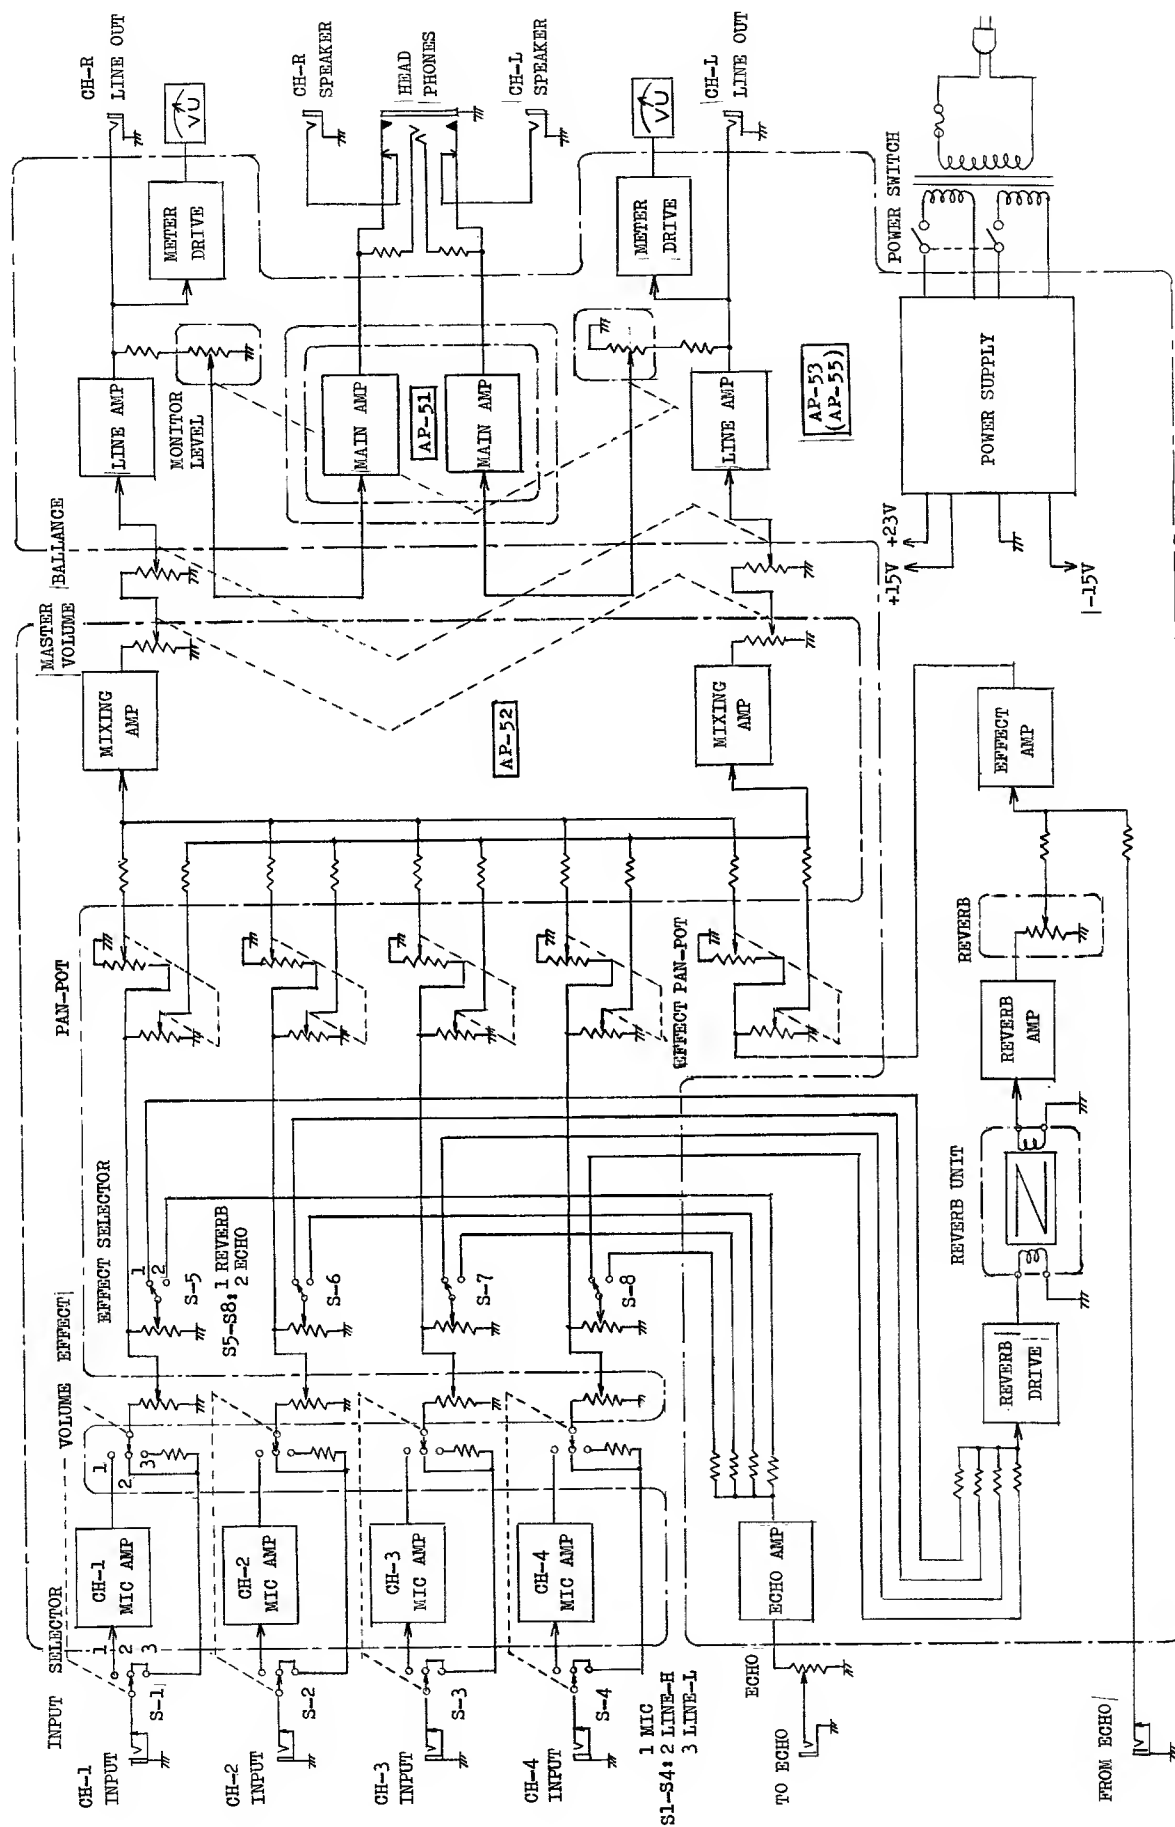 INPUT SELECTOR
VOLUME
EFFECT
EFFECT SELECTOR
PAN-POT
MASTER
VOLUME
BALLANCE
CH-R
LINE OUT
CH-1
INPUT
1
2
3
S-1
CH-1
MIC AMP
1
2
3
1
2
S-5
S5-S8: 1 REVERB
2 ECHO
MIXING
AMP
LINE AMP
MONITOR
LEVEL
METER
DRIVE
VU
CH-R
SPEAKER
CH-2
INPUT
S-2
CH-2
MIC AMP
S-6
MAIN AMP
AP-51
MAIN AMP
HEAD
PHONES
CH-3
INPUT
S-3
CH-3
MIC AMP
S-7
AP-52
CH-L
SPEAKER
CH-4
INPUT
S-4
CH-4
MIC AMP
S-8
1 MIC
S1-S4: 2 LINE-H
3 LINE-L
EFFECT PAN-POT
MIXING
AMP
LINE AMP
METER
DRIVE
VU
CH-L
LINE OUT
AP-53
(AP-55)
ECHO
TO ECHO
ECHO AMP
+15V
+23V
-15V
POWER SUPPLY
POWER SWITCH
REVERB
DRIVE
REVERB UNIT
REVERB
AMP
REVERB
EFFECT
AMP
FROM ECHO